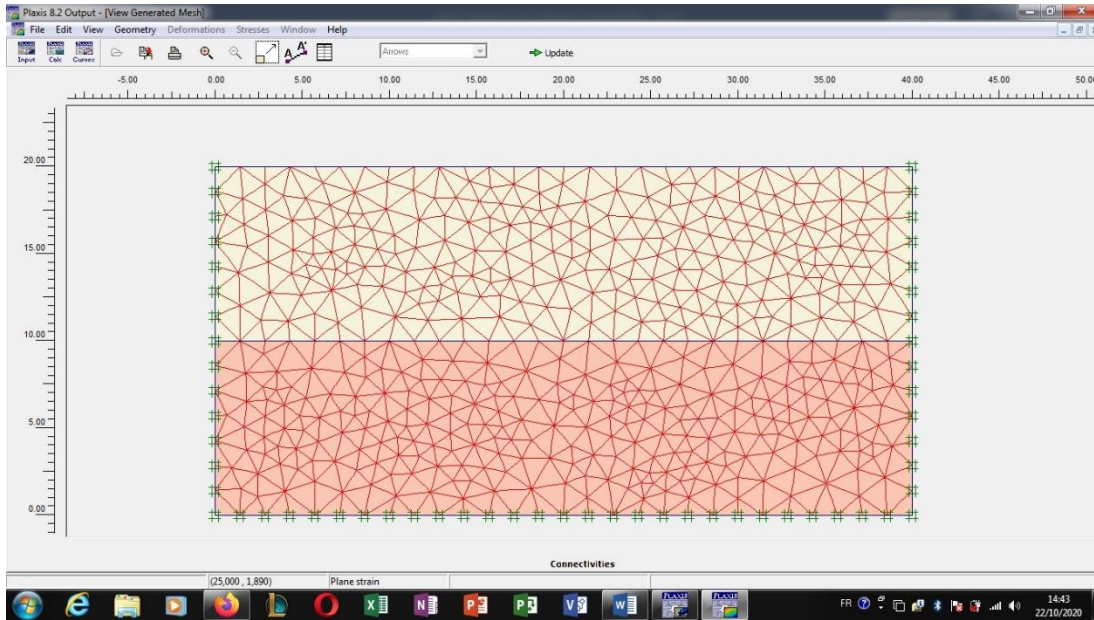 Plaxis 8.2 Output - [View Generated Mesh]
File Edit View Geometry Deformations Stresses Window Help
Input Calc Curves Arrows Update
-5.00 0.00 5.00 10.00 15.00 20.00 25.00 30.00 35.00 40.00 45.00 50.0
20.00
15.00
10.00
5.00
0.00
Connectivities
(25,000 , 1,890) Plane strain
FR 14:43
22/10/2020